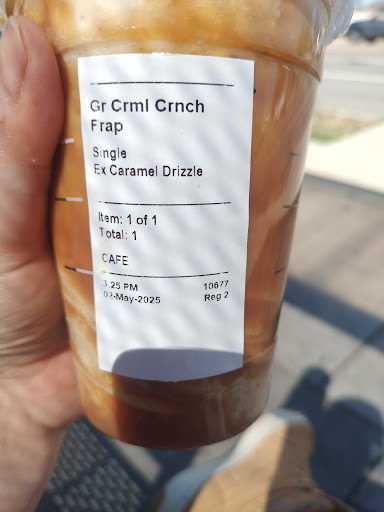 Gr Crml Crnch
Frap
Single
Ex Caramel Drizzle
Item: 1 of 1
Total: 1
CAFE
3:25 PM 10677
02-May-2025 Reg 2